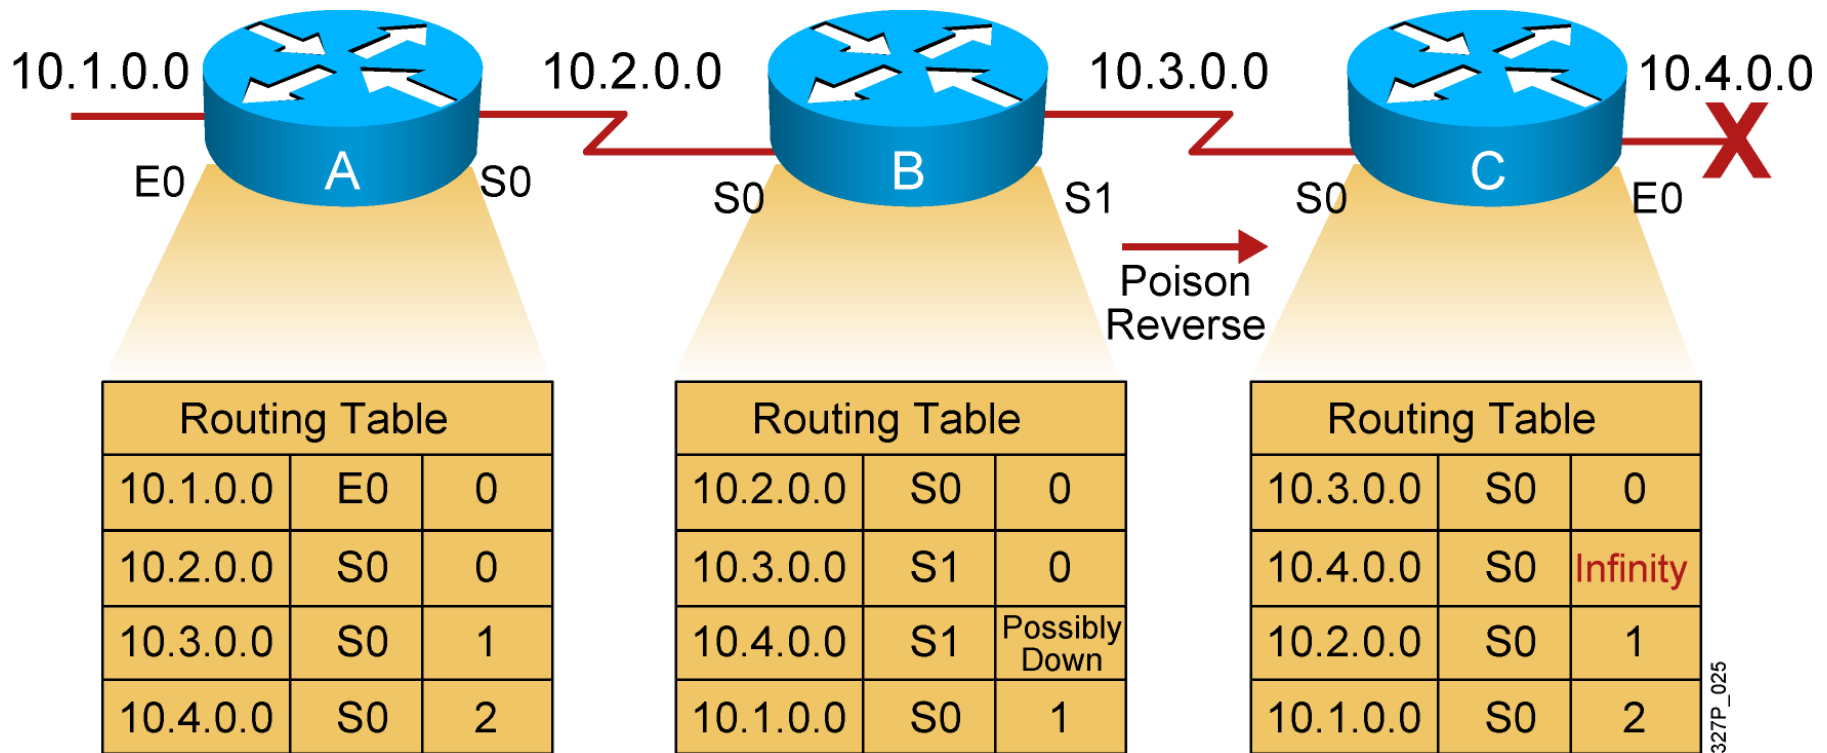 10.1.0.0
10.2.0.0
10.3.0.0
10.4.0.0
A
B
C
E0
S0
S0
S1
S0
E0
Poison
Reverse
Routing Table
10.1.0.0 E0 0
10.2.0.0 S0 0
10.3.0.0 S0 1
10.4.0.0 S0 2
Routing Table
10.2.0.0 S0 0
10.3.0.0 S1 0
10.4.0.0 S1 Possibly
Down
10.1.0.0 S0 1
Routing Table
10.3.0.0 S0 0
10.4.0.0 S0 Infinity
10.2.0.0 S0 1
10.1.0.0 S0 2
327P_025